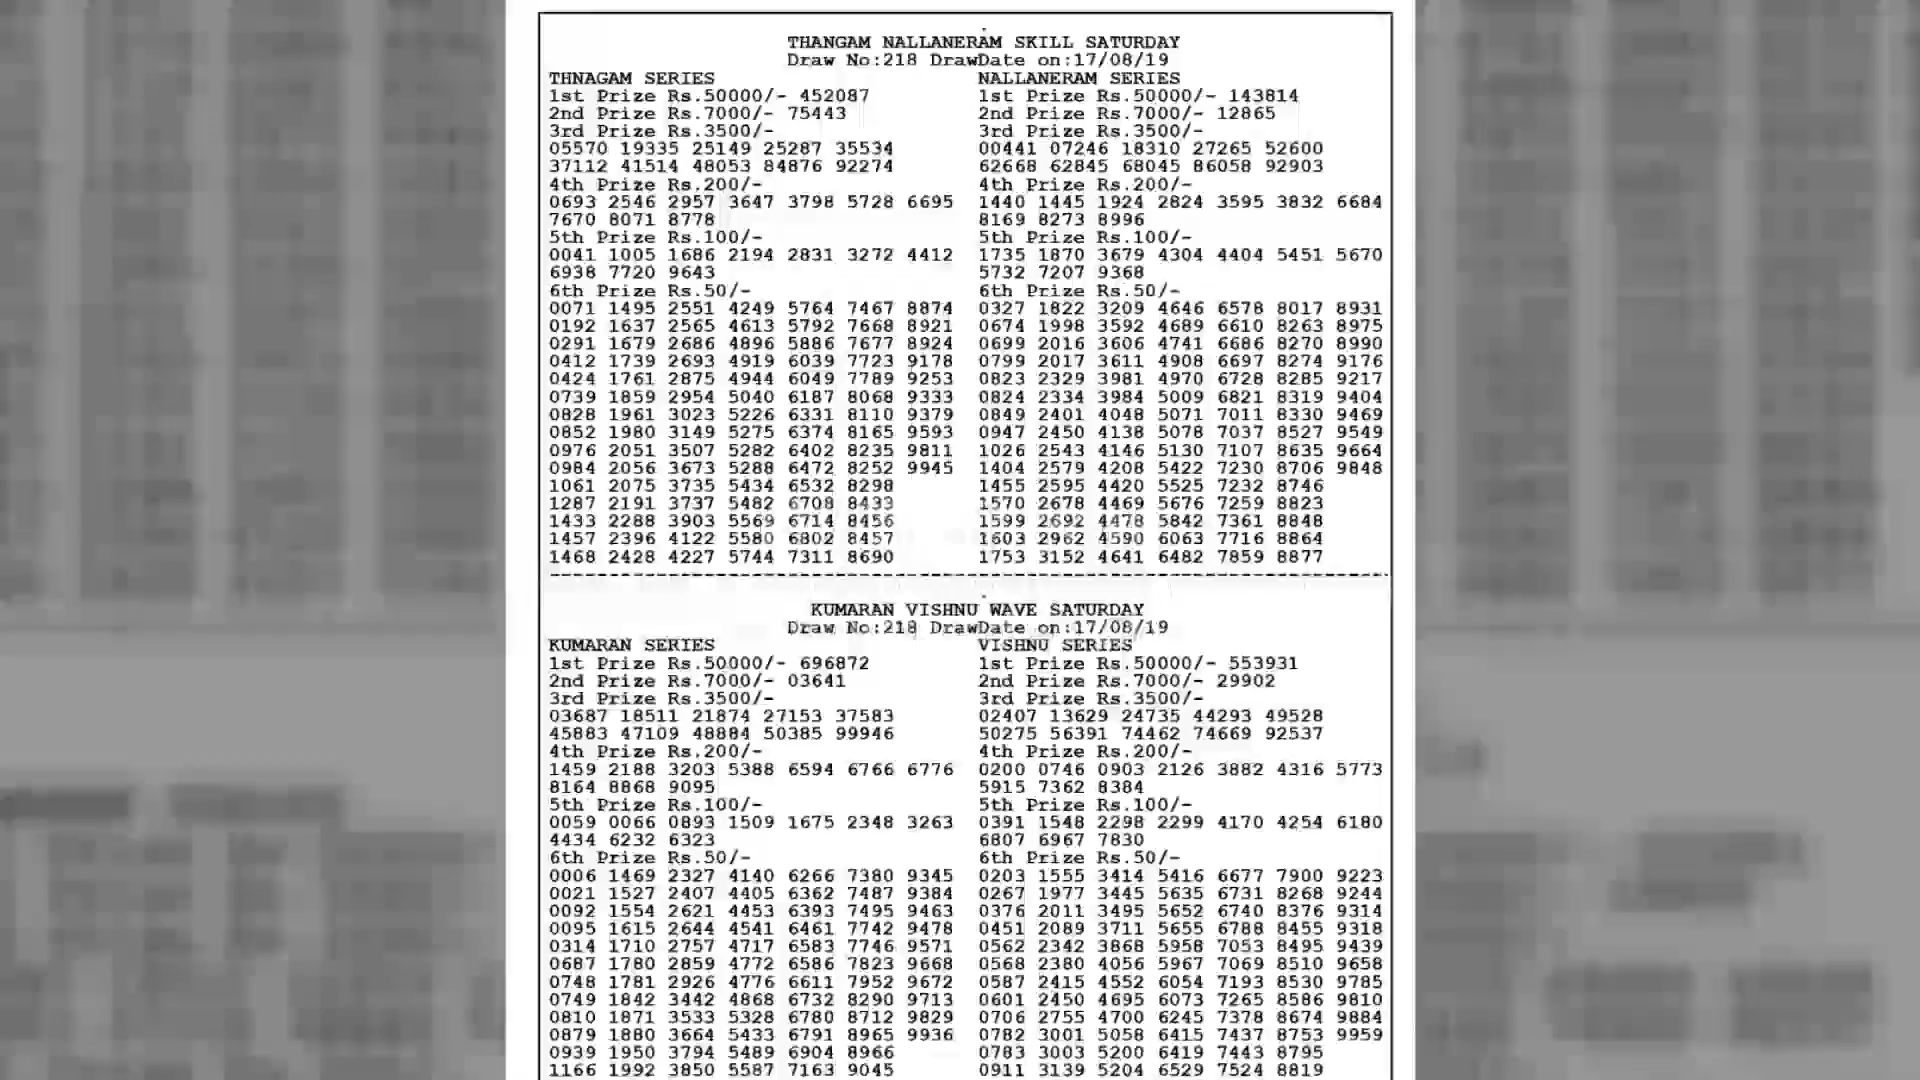 THANGAM NALLANERAM SKILL SATURDAY
Draw No:218 DrawDate on:17/08/19
THNAGAM SERIES
1st Prize Rs.50000/- 452087
2nd Prize Rs.7000/- 75443
3rd Prize Rs.3500/-
05570 19335 25149 25287 35534
37112 41514 48053 84876 92274
4th Prize Rs.200/-
0693 2546 2957 3647 3798 5728 6695
7670 8071 8778
5th Prize Rs.100/-
0041 1005 1686 2194 2831 3272 4412
6938 7720 9643
6th Prize Rs.50/-
0071 1495 2551 4249 5764 7467 8874
0192 1637 2565 4613 5792 7668 8921
0291 1679 2686 4896 5886 7677 8924
0412 1739 2693 4919 6039 7723 9178
0424 1761 2875 4944 6049 7789 9253
0739 1859 2954 5040 6187 8068 9333
0828 1961 3023 5226 6331 8110 9379
0852 1980 3149 5275 6374 8165 9593
0976 2051 3507 5282 6402 8235 9811
0984 2056 3673 5288 6472 8252 9945
1061 2075 3735 5434 6532 8298
1287 2191 3737 5482 6708 8433
1433 2288 3903 5569 6714 8456
1457 2396 4122 5580 6802 8457
1468 2428 4227 5744 7311 8690
NALLANERAM SERIES
1st Prize Rs.50000/- 143814
2nd Prize Rs.7000/- 12865
3rd Prize Rs.3500/-
00441 07246 18310 27265 52600
62668 62845 68045 86058 92903
4th Prize Rs.200/-
1440 1445 1924 2824 3595 3832 6684
8169 8273 8996
5th Prize Rs.100/-
1735 1870 3679 4304 4404 5451 5670
5732 7207 9368
6th Prize Rs.50/-
0327 1822 3209 4646 6578 8017 8931
0674 1998 3592 4689 6610 8263 8975
0699 2016 3606 4741 6686 8270 8990
0799 2017 3611 4908 6697 8274 9176
0823 2329 3981 4970 6728 8285 9217
0824 2334 3984 5009 6821 8319 9404
0849 2401 4048 5071 7011 8330 9469
0947 2450 4138 5078 7037 8527 9549
1026 2543 4146 5130 7107 8635 9664
1404 2579 4208 5422 7230 8706 9848
1455 2595 4420 5525 7232 8746
1570 2678 4469 5676 7259 8823
1599 2692 4478 5842 7361 8848
1603 2962 4590 6063 7716 8864
1753 3152 4641 6482 7859 8877
KUMARAN VISHNU WAVE SATURDAY
Draw No:218 DrawDate on:17/08/19
KUMARAN SERIES
1st Prize Rs.50000/- 696872
2nd Prize Rs.7000/- 03641
3rd Prize Rs.3500/-
03687 18511 21874 27153 37583
45883 47109 48884 50385 99946
4th Prize Rs.200/-
1459 2188 3203 5388 6594 6766 6776
8164 8868 9095
5th Prize Rs.100/-
0059 0066 0893 1509 1675 2348 3263
4434 6232 6323
6th Prize Rs.50/-
0006 1469 2327 4140 6266 7380 9345
0021 1527 2407 4405 6362 7487 9384
0092 1554 2621 4453 6393 7495 9463
0095 1615 2644 4541 6461 7742 9478
0314 1710 2757 4717 6583 7746 9571
0687 1780 2859 4772 6586 7823 9668
0748 1781 2926 4776 6611 7952 9672
0749 1842 3442 4868 6732 8290 9713
0810 1871 3533 5328 6780 8712 9829
0879 1880 3664 5433 6791 8965 9936
0939 1950 3794 5489 6904 8966
1166 1992 3850 5587 7163 9045
VISHNU SERIES
1st Prize Rs.50000/- 553931
2nd Prize Rs.7000/- 29902
3rd Prize Rs.3500/-
02407 13629 24735 44293 49528
50275 56391 74462 74669 92537
4th Prize Rs.200/-
0200 0746 0903 2126 3882 4316 5773
5915 7362 8384
5th Prize Rs.100/-
0391 1548 2298 2299 4170 4254 6180
6807 6967 7830
6th Prize Rs.50/-
0203 1555 3414 5416 6677 7900 9223
0267 1977 3445 5635 6731 8268 9244
0376 2011 3495 5652 6740 8376 9314
0451 2089 3711 5655 6788 8455 9318
0562 2342 3868 5958 7053 8495 9439
0568 2380 4056 5967 7069 8510 9658
0587 2415 4552 6054 7193 8530 9785
0601 2450 4695 6073 7265 8586 9810
0706 2755 4700 6245 7378 8674 9884
0782 3001 5058 6415 7437 8753 9959
0783 3003 5200 6419 7443 8795
0911 3139 5204 6529 7524 8819